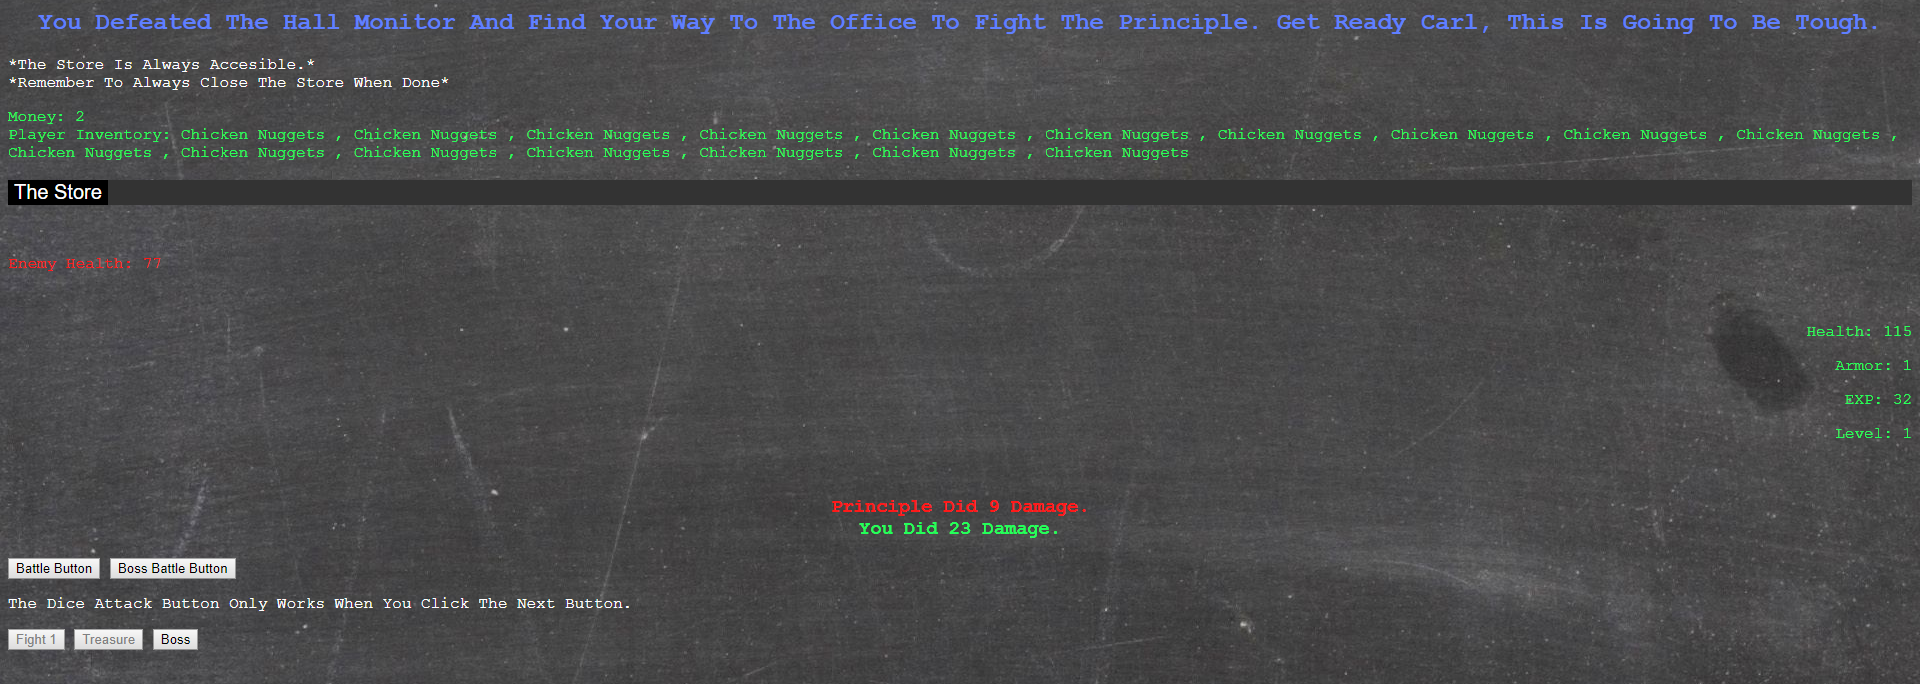 You Defeated The Hall Monitor And Find Your Way To The Office To Fight The Principle. Get Ready Carl, This Is Going To Be Tough.
*The Store Is Always Accesible.*
*Remember To Always Close The Store When Done*
Money: 2
Player Inventory: Chicken Nuggets , Chicken Nuggets , Chicken Nuggets , Chicken Nuggets , Chicken Nuggets , Chicken Nuggets , Chicken Nuggets , Chicken Nuggets , Chicken Nuggets , Chicken Nuggets ,
Chicken Nuggets , Chicken Nuggets , Chicken Nuggets , Chicken Nuggets , Chicken Nuggets , Chicken Nuggets , Chicken Nuggets
The Store
Enemy Health: 77
Health: 115
Armor: 1
EXP: 32
Level: 1
Principle Did 9 Damage.
You Did 23 Damage.
Battle Button Boss Battle Button
The Dice Attack Button Only Works When You Click The Next Button.
Fight 1 Treasure Boss